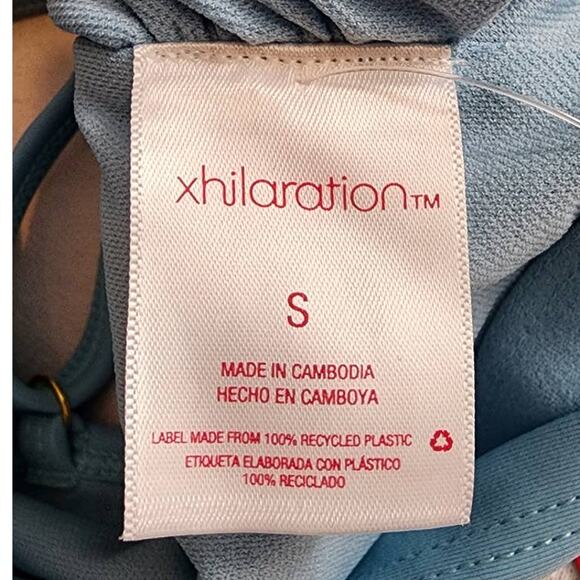 xhilaration™
S
MADE IN CAMBODIA
HECHO EN CAMBOYA
LABEL MADE FROM 100% RECYCLED PLASTIC
ETIQUETA ELABORADA CON PLÁSTICO
100% RECICLADO